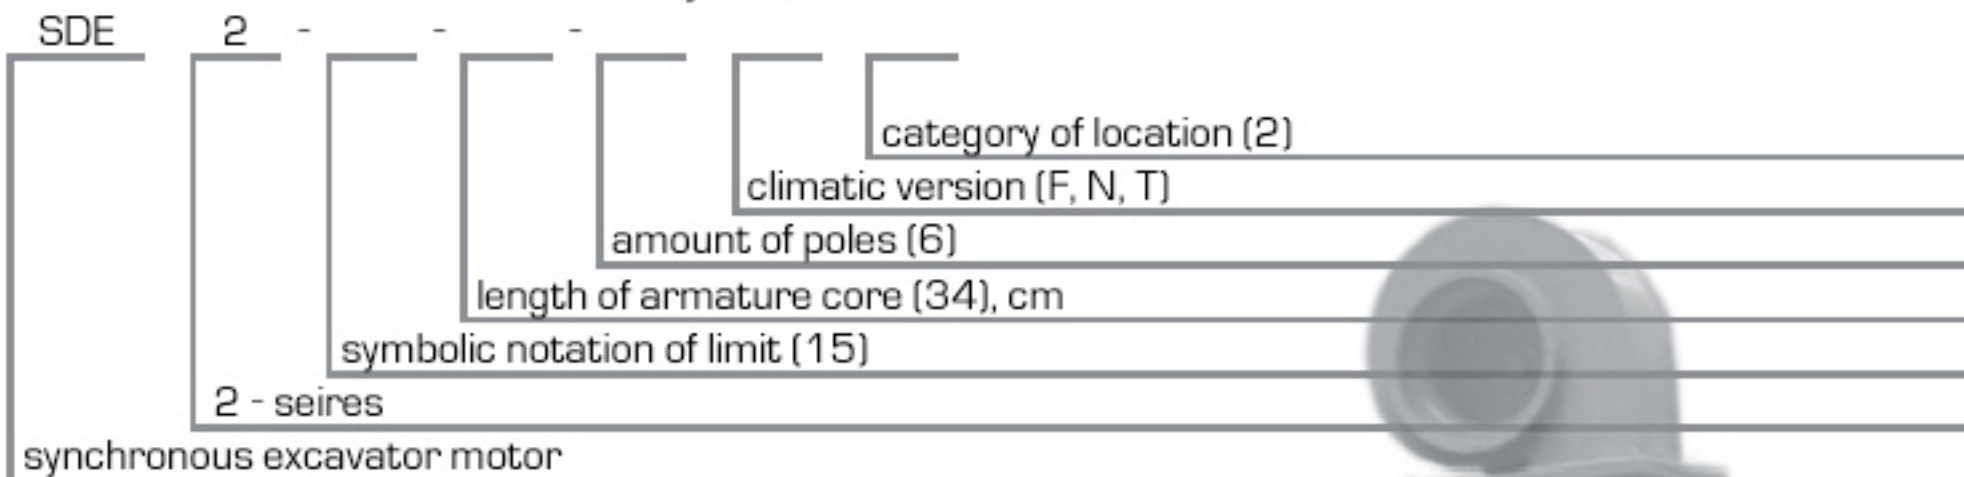 SDE 2 - - -
category of location (2)
climatic version (F, N, T)
amount of poles (6)
length of armature core (34), cm
symbolic notation of limit (15)
2 - seires
synchronous excavator motor